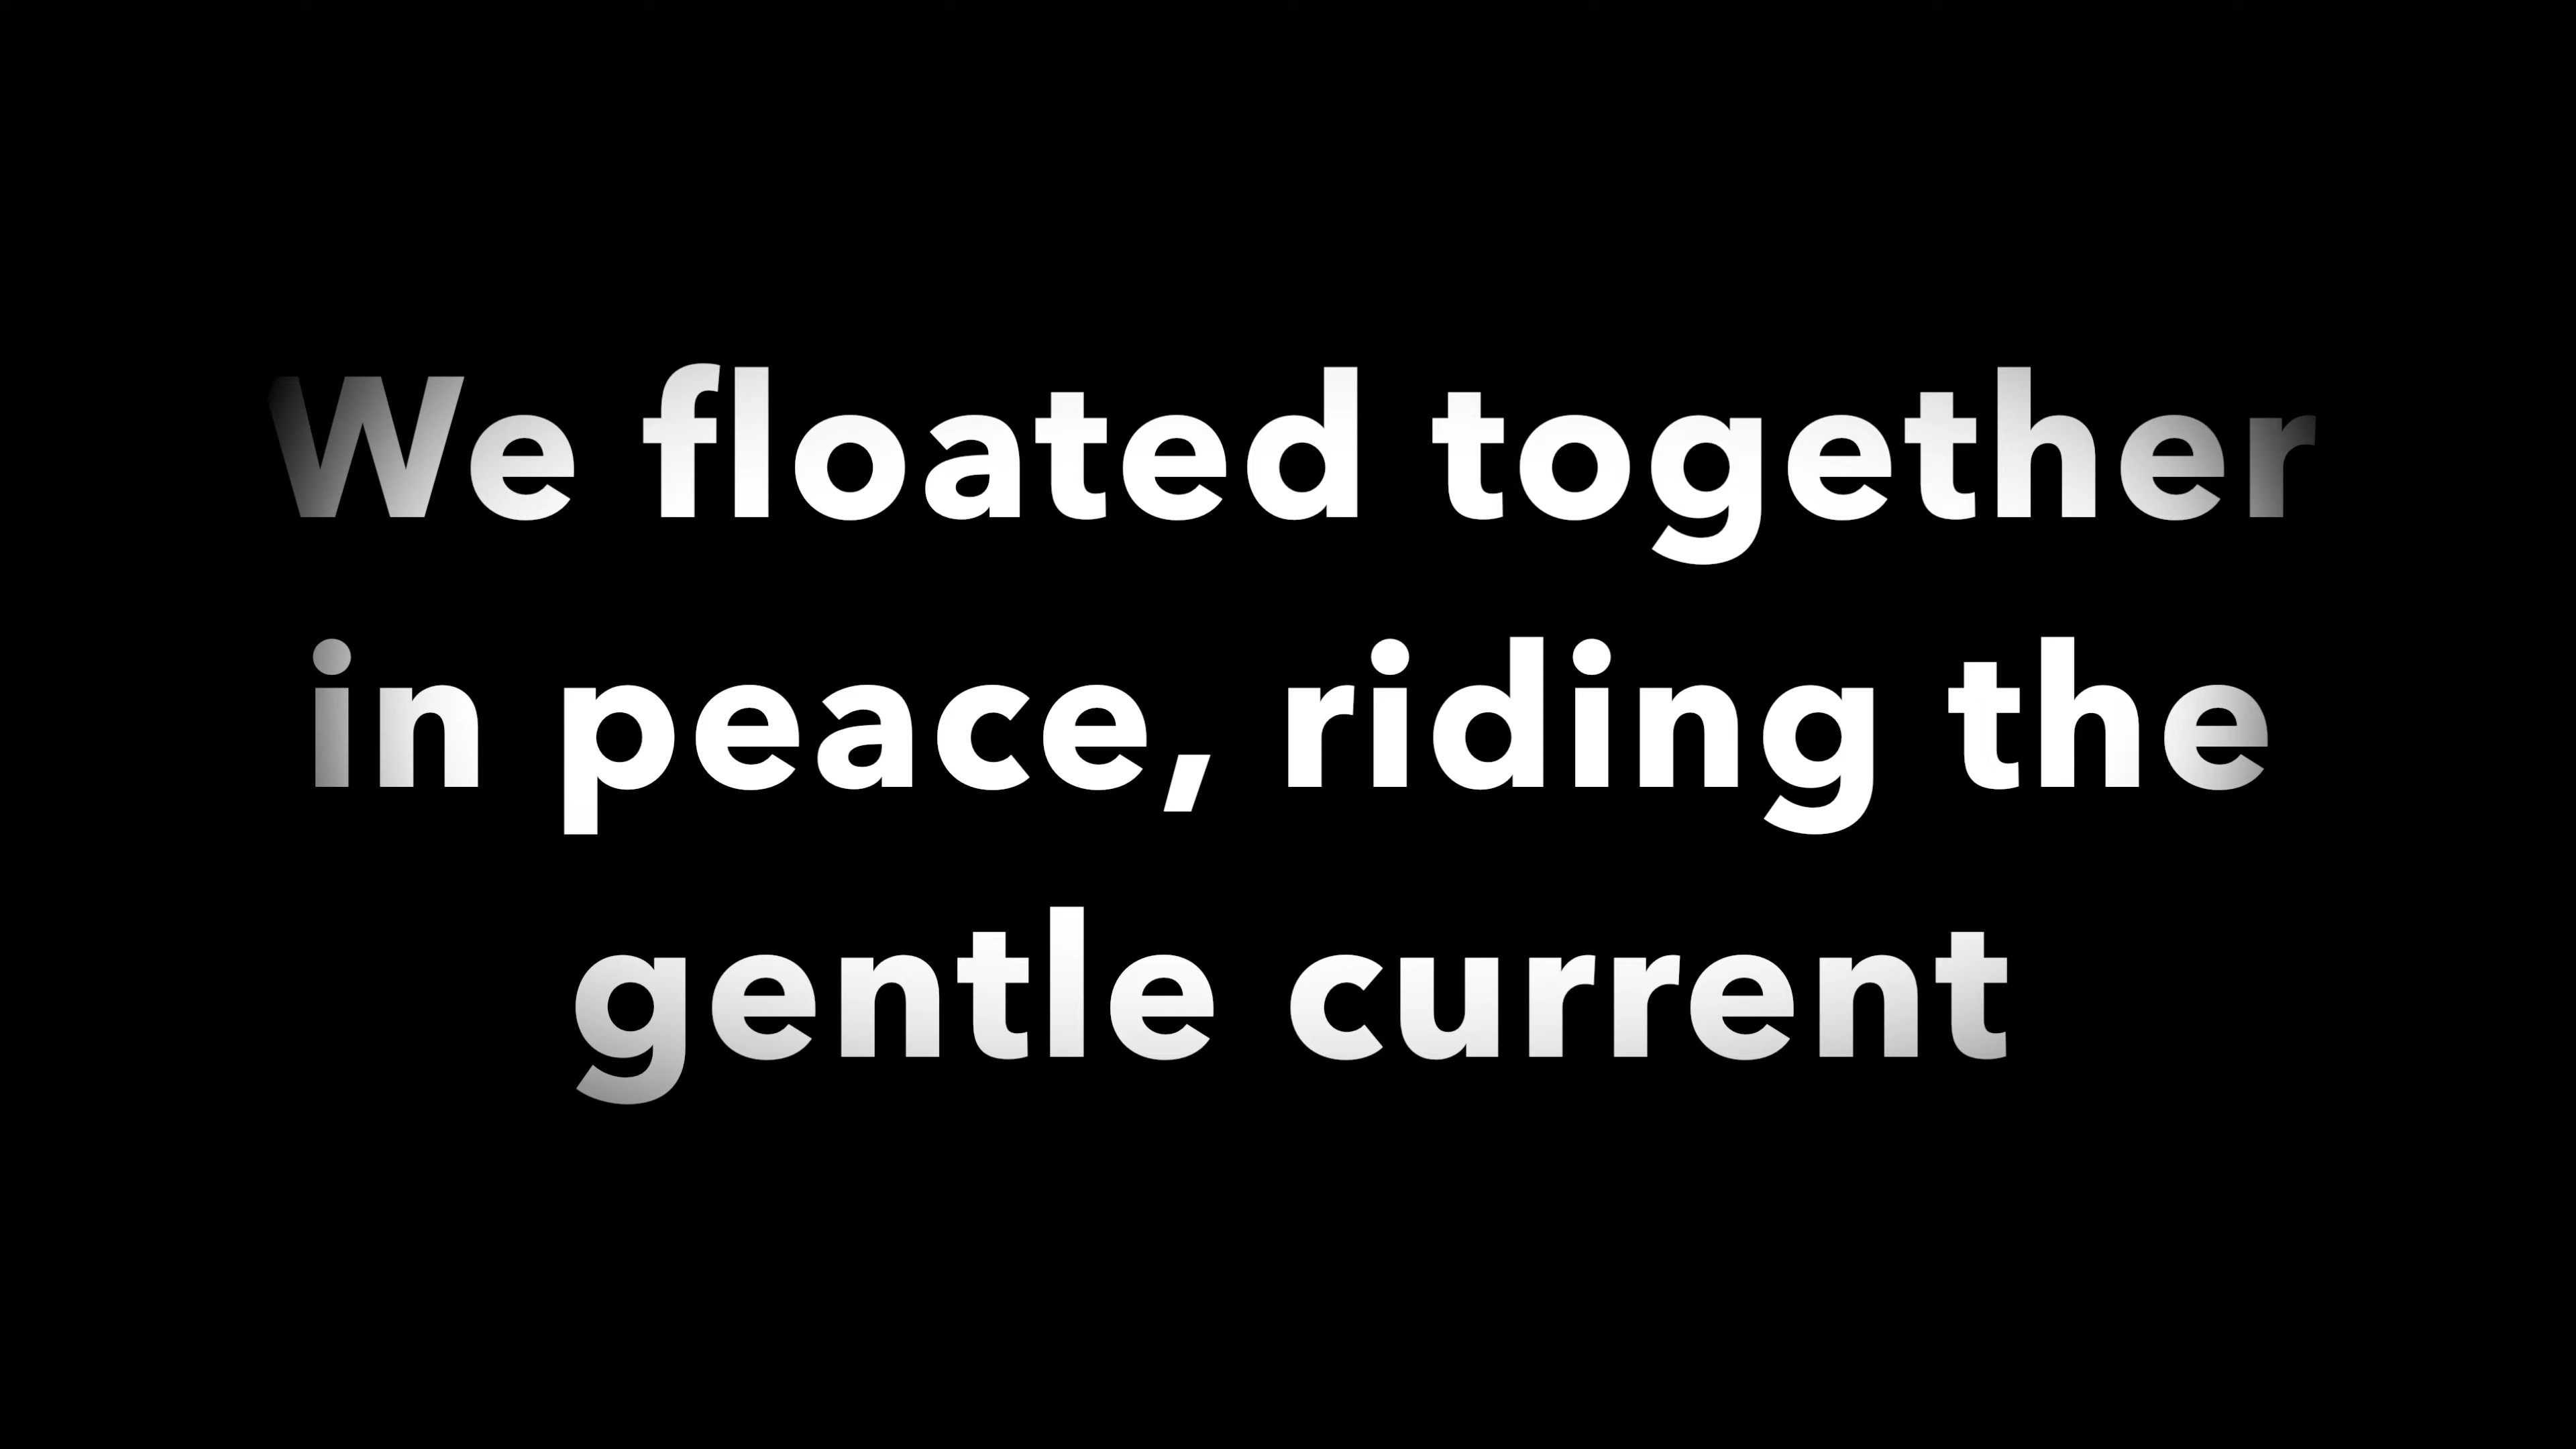 We floated together
in peace, riding the
gentle current